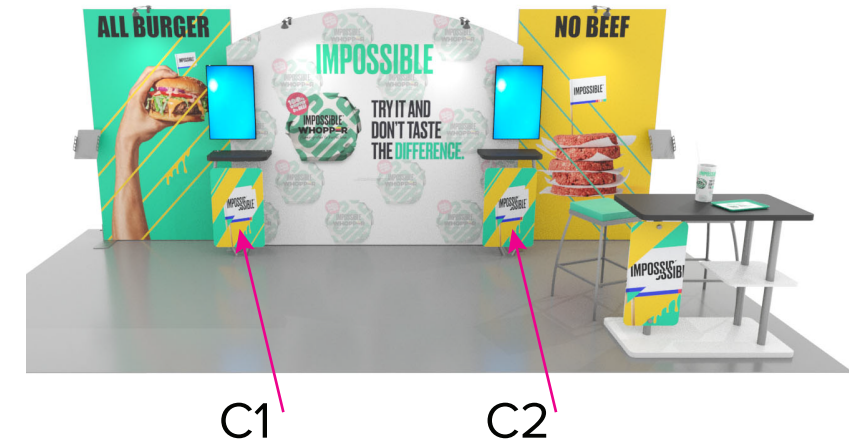 ALL BURGER
NO BEEF
IMPOSSIBLE
IMPOSSIBLE
IMPOSSIBLE
IMPOSSIBLE
WHOPPER
TRY IT AND
DON'T TASTE
THE DIFFERENCE.
IMPOSSIBLE
IMPOSSIBLE
IMPOSSIBL
C1
C2